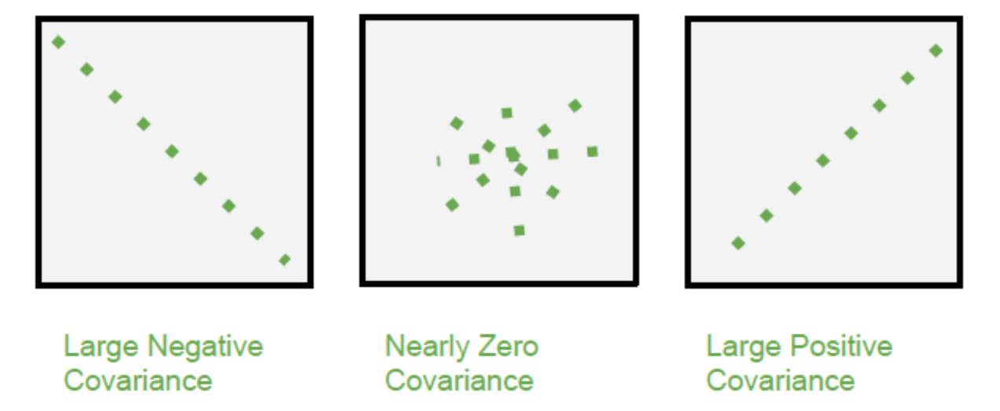 Large Negative
Covariance
Nearly Zero
Covariance
Large Positive
Covariance